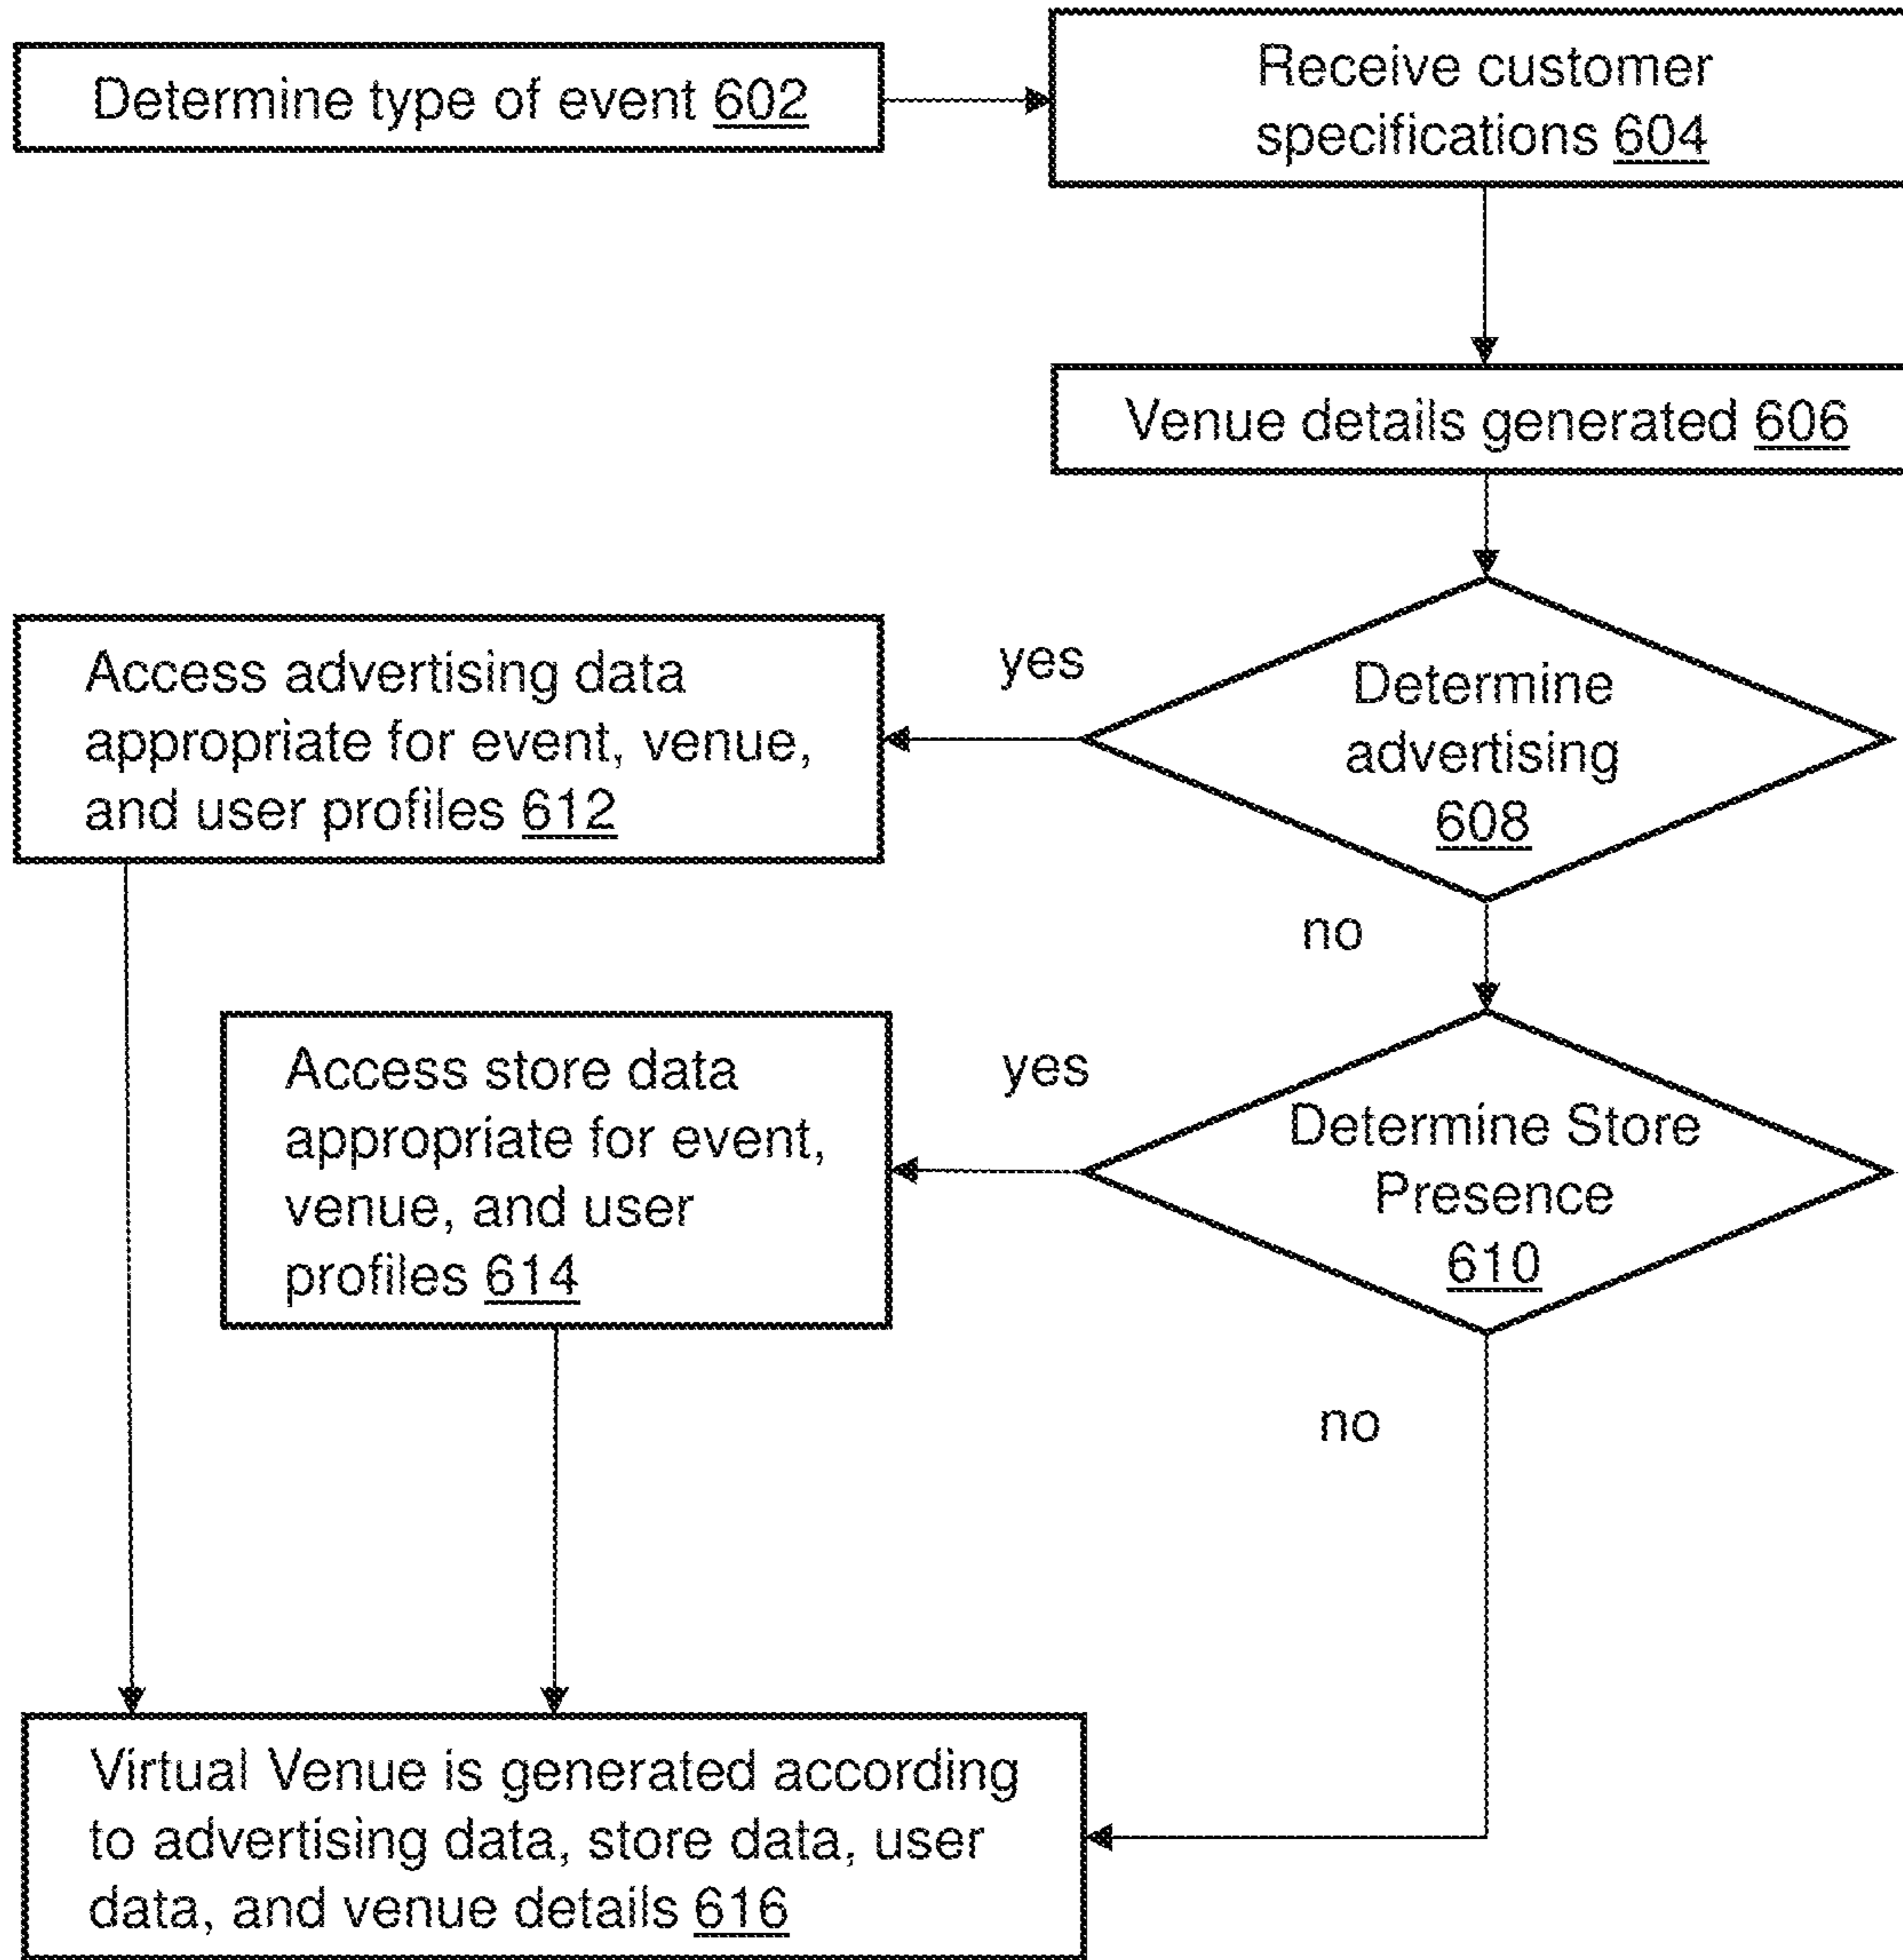 Determine type of event 602
Receive customer
specifications 604
Venue details generated 606
Determine
advertising
608
yes
Access advertising data
appropriate for event, venue,
and user profiles 612
no
Determine Store
Presence
610
yes
Access store data
appropriate for event,
venue, and user
profiles 614
no
Virtual Venue is generated according
to advertising data, store data, user
data, and venue details 616